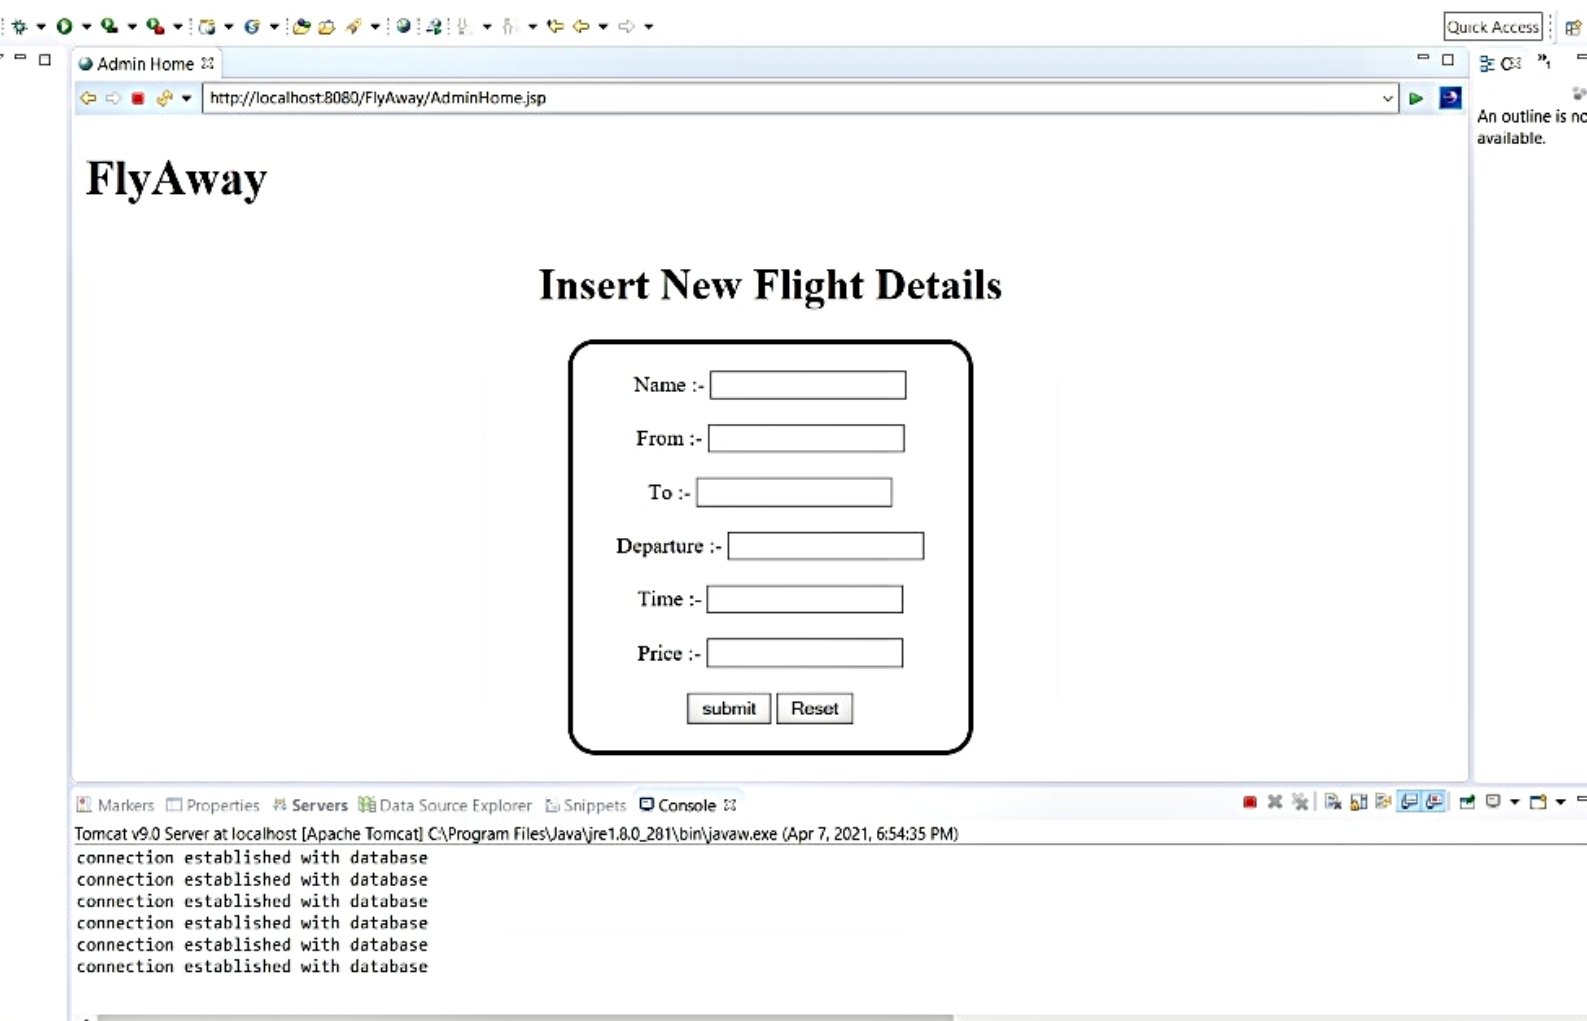 Quick Access
Admin Home
http://localhost:8080/FlyAway/AdminHome.jsp
An outline is no
available.
FlyAway
Insert New Flight Details
Name :-
From :-
To :-
Departure :-
Time :-
Price :-
submit Reset
Markers Properties Servers Data Source Explorer Snippets Console
Tomcat v9.0 Server at localhost [Apache Tomcat] C:\Program Files\Java\jre1.8.0_281\bin\javaw.exe (Apr 7, 2021, 6:54:35 PM)
connection established with database
connection established with database
connection established with database
connection established with database
connection established with database
connection established with database